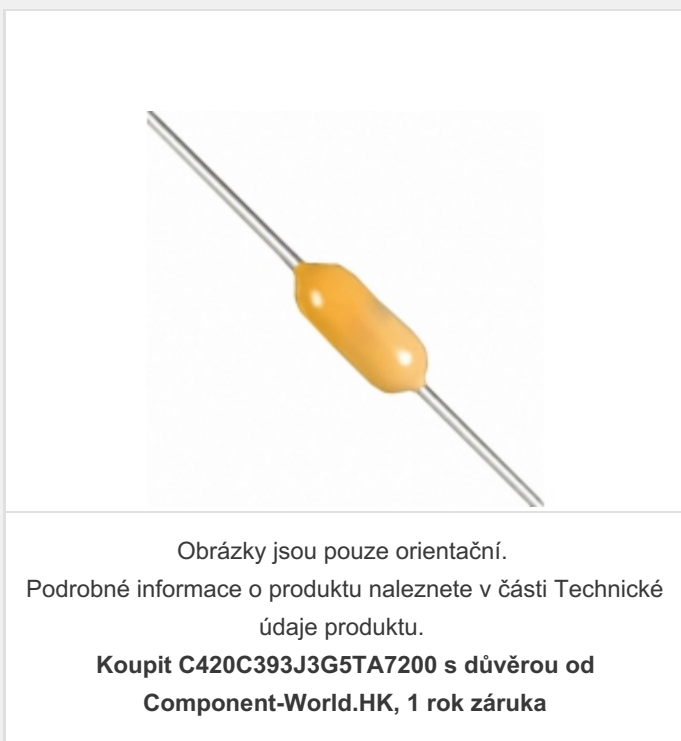 Obrázky jsou pouze orientační.
Podrobné informace o produktu naleznete v části Technické
údaje produktu.
Koupit C420C393J3G5TA7200 s důvěrou od
Component-World.HK, 1 rok záruka